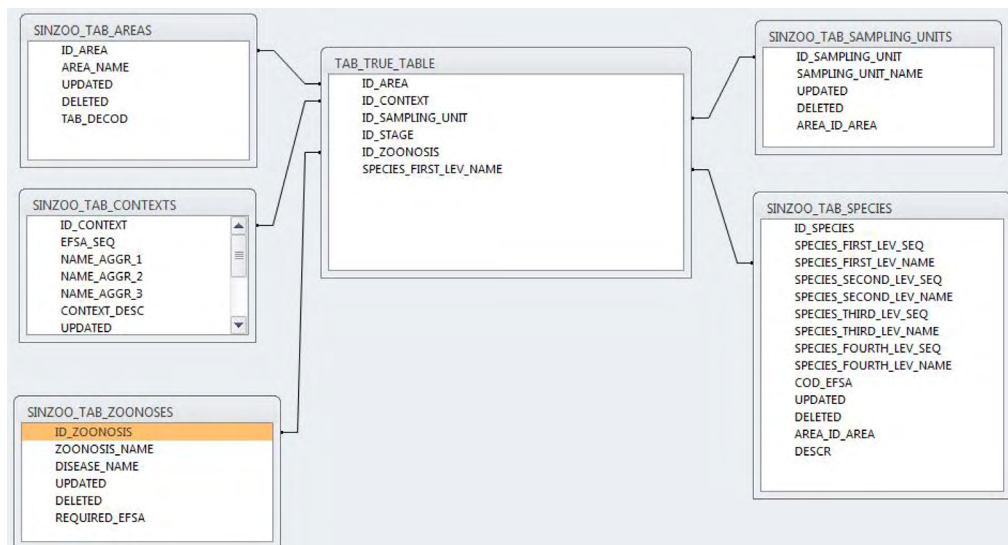 SINZOO_TAB_AREAS
ID_AREA
AREA_NAME
UPDATED
DELETED
TAB_DECOD
SINZOO_TAB_CONTEXTS
ID_CONTEXT
EFSA_SEQ
NAME_AGGR_1
NAME_AGGR_2
NAME_AGGR_3
CONTEXT_DESC
UPDATED
SINZOO_TAB_ZOONOSES
ID_ZOONOSIS
ZOONOSIS_NAME
DISEASE_NAME
UPDATED
DELETED
REQUIRED_EFSA
TAB_TRUE_TABLE
ID_AREA
ID_CONTEXT
ID_SAMPLING_UNIT
ID_STAGE
ID_ZOONOSIS
SPECIES_FIRST_LEV_NAME
SINZOO_TAB_SAMPLING_UNITS
ID_SAMPLING_UNIT
SAMPLING_UNIT_NAME
UPDATED
DELETED
AREA_ID_AREA
SINZOO_TAB_SPECIES
ID_SPECIES
SPECIES_FIRST_LEV_SEQ
SPECIES_FIRST_LEV_NAME
SPECIES_SECOND_LEV_SEQ
SPECIES_SECOND_LEV_NAME
SPECIES_THIRD_LEV_SEQ
SPECIES_THIRD_LEV_NAME
SPECIES_FOURTH_LEV_SEQ
SPECIES_FOURTH_LEV_NAME
COD_EFSA
UPDATED
DELETED
AREA_ID_AREA
DESCR